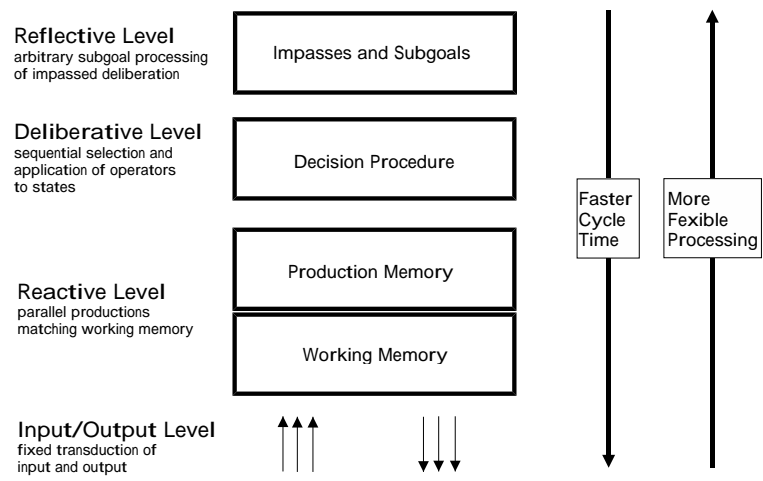 Reflective Level
arbitrary subgoal processing
of impassed deliberation
Impasses and Subgoals
Deliberative Level
sequential selection and
application of operators
to states
Decision Procedure
Faster
Cycle
Time
More
Fexible
Processing
Production Memory
Reactive Level
parallel productions
matching working memory
Working Memory
Input/Output Level
fixed transduction of
input and output